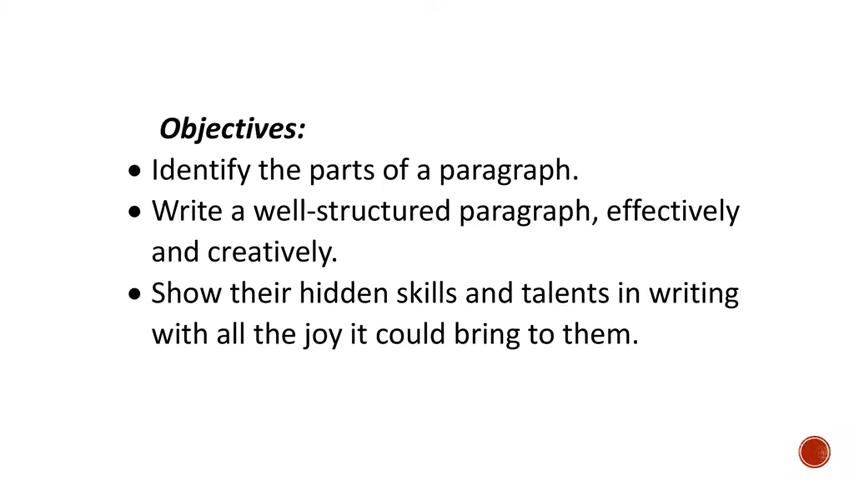 Objectives:
• Identify the parts of a paragraph.
• Write a well-structured paragraph, effectively
and creatively.
• Show their hidden skills and talents in writing
with all the joy it could bring to them.